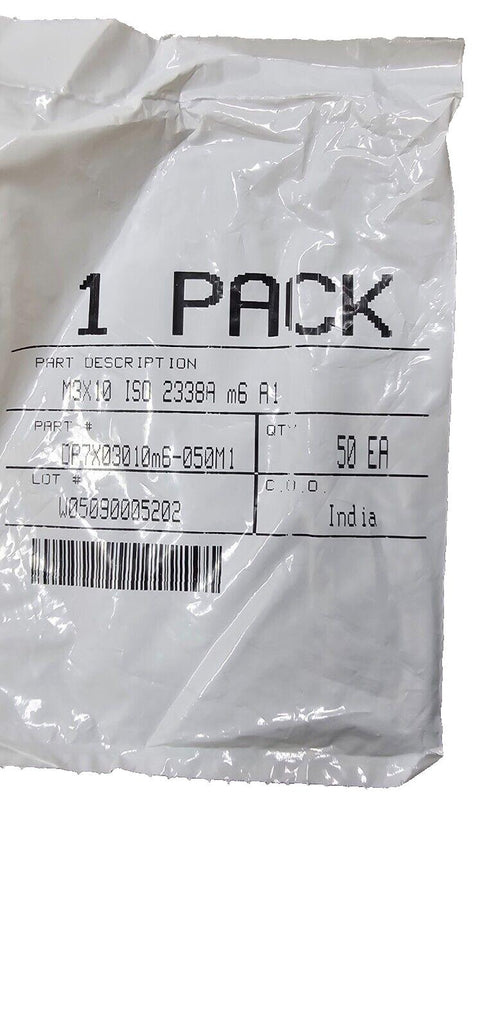 1 PACK
PART DESCRIPTION
M3X10 ISO 2338A m6 A1
PART #
DP7X03010m6-050M1
QTY
50 EA
LOT #
W05090005202
C.O.O.
India